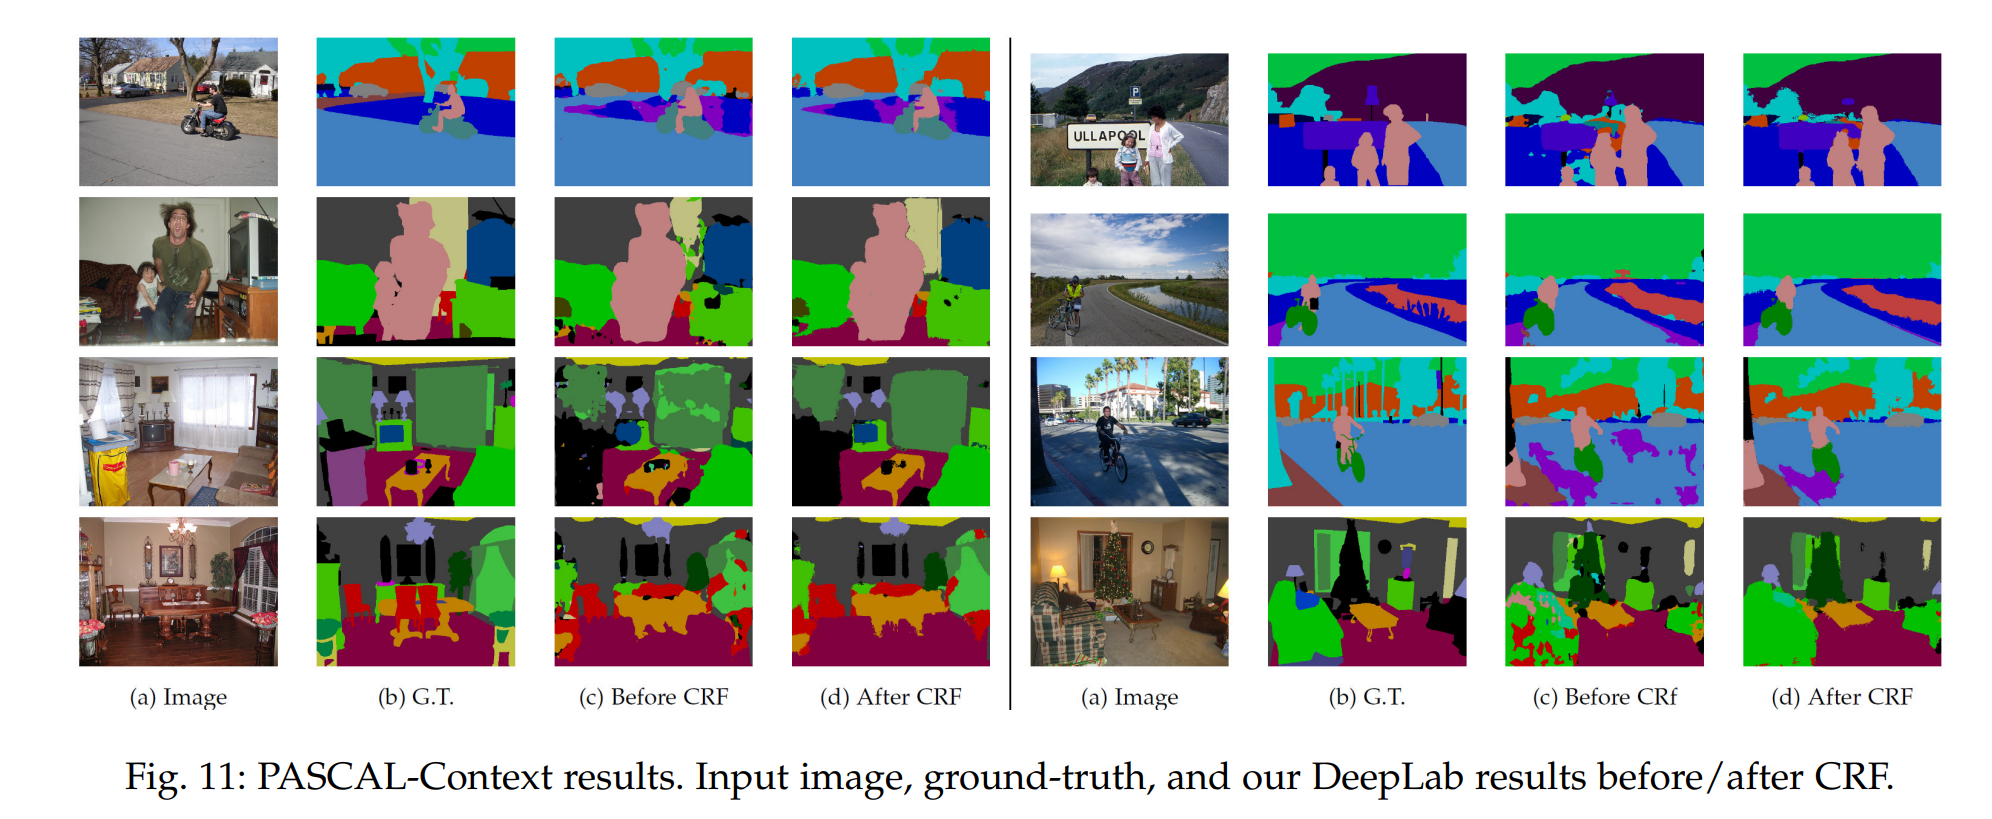 P
ULLAPOOL
(a) Image (b) G.T. (c) Before CRF (d) After CRF (a) Image (b) G.T. (c) Before CRf (d) After CRF
Fig. 11: PASCAL-Context results. Input image, ground-truth, and our DeepLab results before/after CRF.